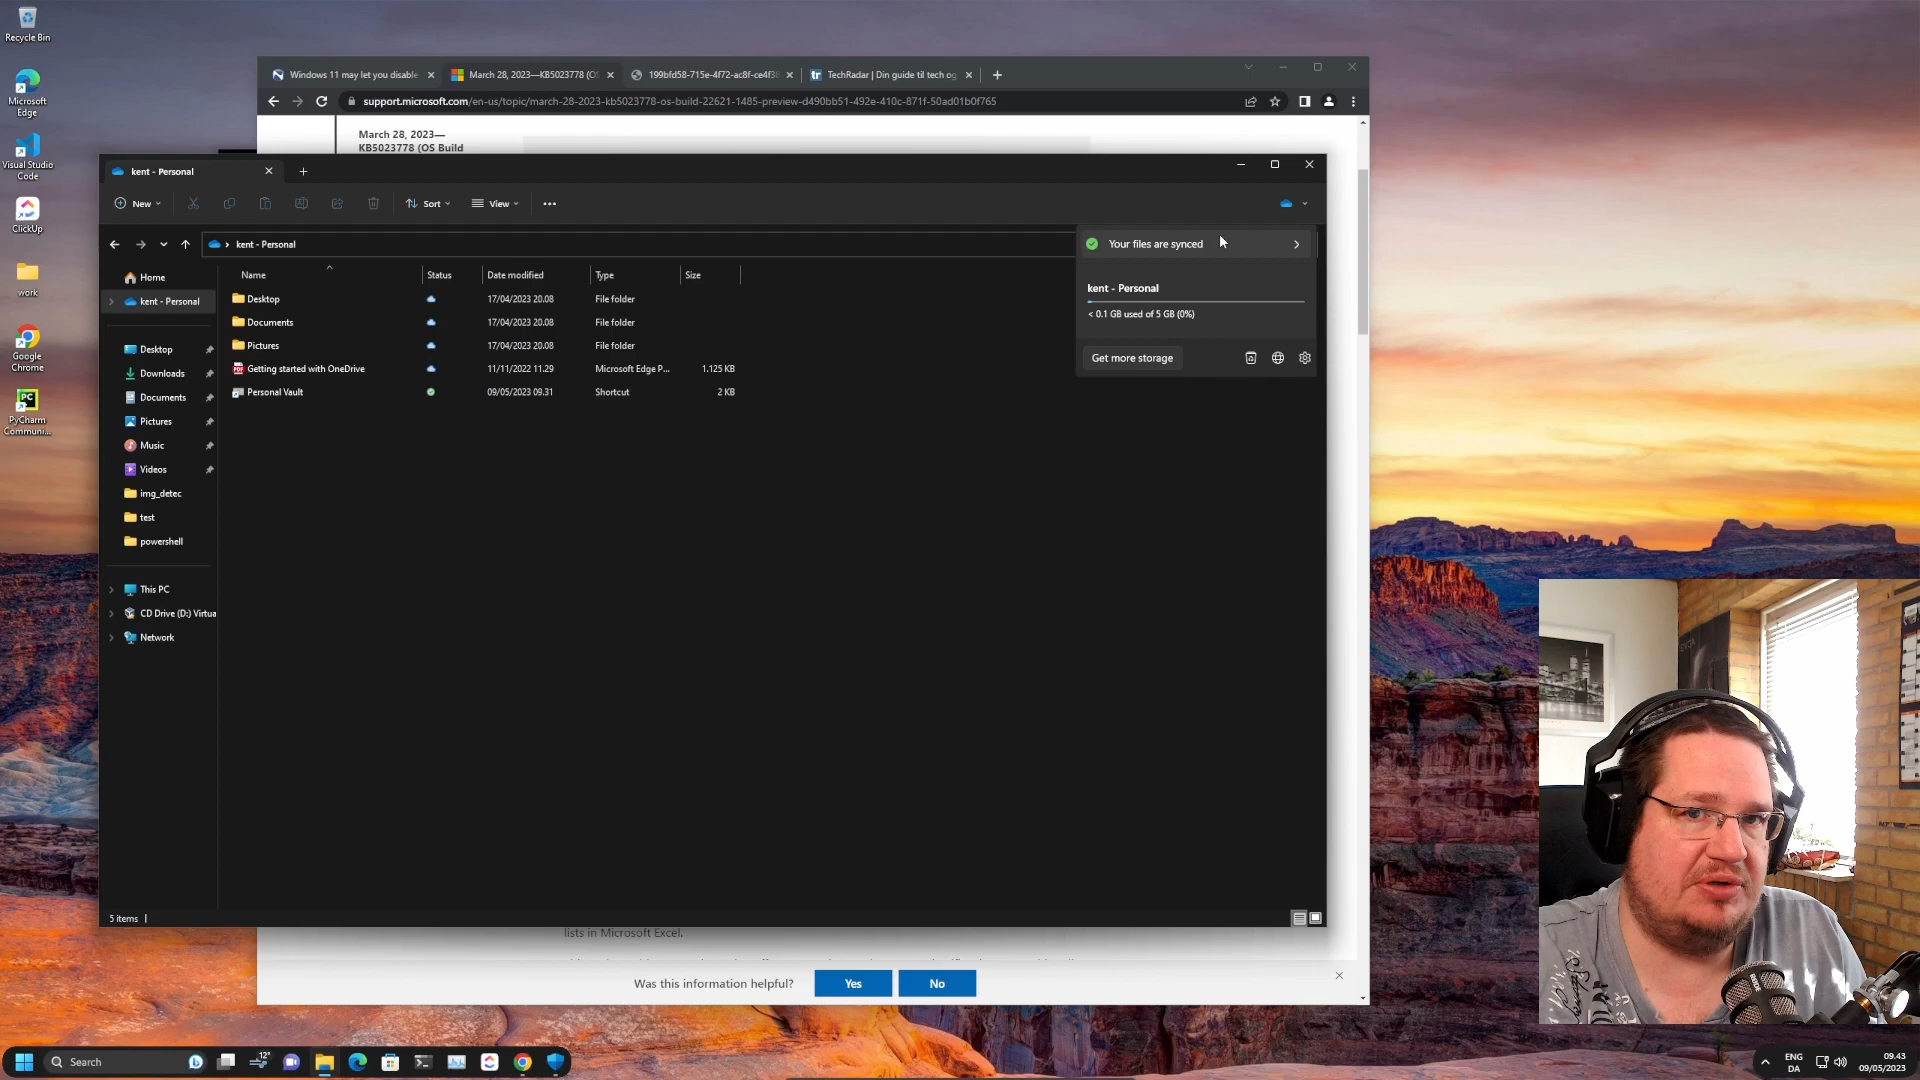 Recycle Bin
Microsoft
Edge
Visual Studio
Code
ClickUp
work
Google
Chrome
PyCharm
Communi...
Windows 11 may let you disable
March 28, 2023—KB5023778 (OS
199bfd58-715e-4f72-ac8f-ce4f38
TechRadar | Din guide til tech og
support.microsoft.com/en-us/topic/march-28-2023-kb5023778-os-build-22621-1485-preview-d490bb51-492e-410c-871f-50ad01b0f765
March 28, 2023—
KB5023778 (OS Build
kent - Personal
New
Sort
View
kent - Personal
Name Status Date modified Type Size
Desktop 17/04/2023 20.08 File folder
Documents 17/04/2023 20.08 File folder
Pictures 17/04/2023 20.08 File folder
Getting started with OneDrive 11/11/2022 11.29 Microsoft Edge P... 1.125 KB
Personal Vault 09/05/2023 09.31 Shortcut 2 KB
Home
kent - Personal
Desktop
Downloads
Documents
Pictures
Music
Videos
img_detec
test
powershell
This PC
CD Drive (D:) Virtua
Network
Your files are synced
kent - Personal
< 0.1 GB used of 5 GB (0%)
Get more storage
5 items
lists in Microsoft Excel.
Was this information helpful?
Yes
No
Search
12°
ENG
DA
09.43
09/05/2023